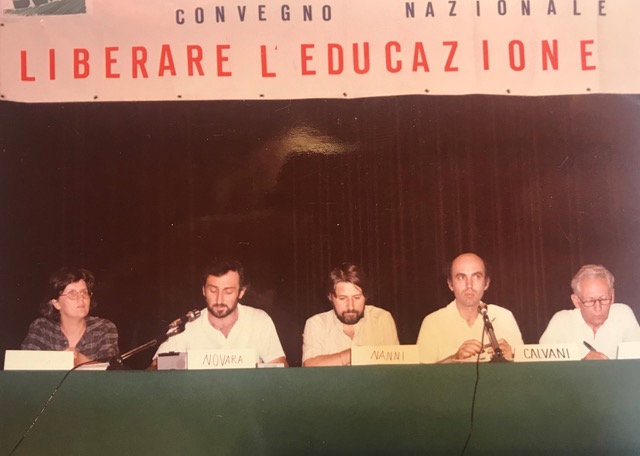 CONVEGNO NAZIONALE
LIBERARE L'EDUCAZIONE
NOVARA
NANNI
CALVANI